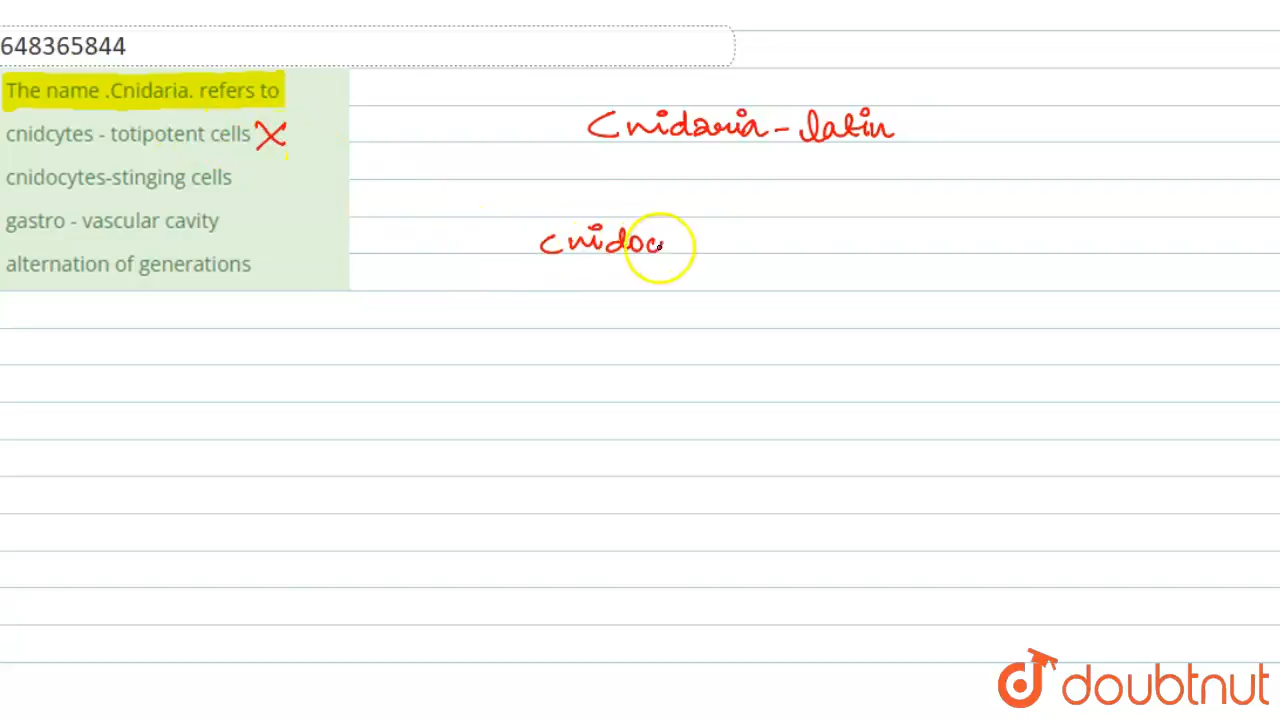 648365844
The name .Cnidaria. refers to
cnidcytes - totipotent cells X
cnidocytes-stinging cells
gastro - vascular cavity
alternation of generations
Cnidaria - latin
cnidoc
doubtnut